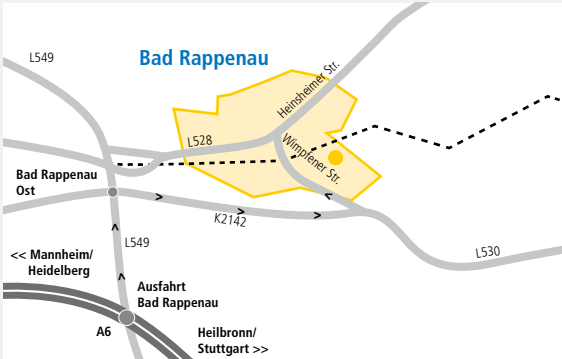 L549
Bad Rappenau
Heinsheimer Str.
L528
Wimpfener Str.
Bad Rappenau
Ost
K2142
L549
L530
<< Mannheim/
Heidelberg
Ausfahrt
Bad Rappenau
A6
Heilbronn/
Stuttgart >>